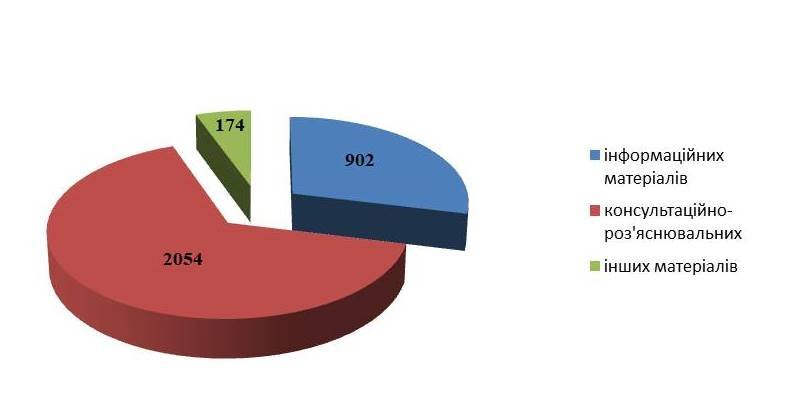 174
902
2054
інформаційних
матеріалів
консультаційно-
роз'яснювальних
інших матеріалів